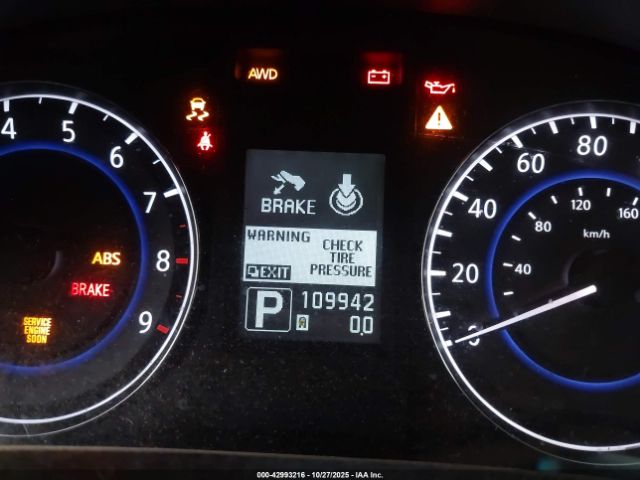 AWD
4 5 6 7 8 9
ABS
BRAKE
SERVICE
ENGINE
SOON
BRAKE
WARNING
CHECK
TIRE
PRESSURE
EXIT
P
109942
A
0.0
0 20 40 60 80
40 80 120 160
km/h
000-42993216 - 10/27/2025 - IAA Inc.